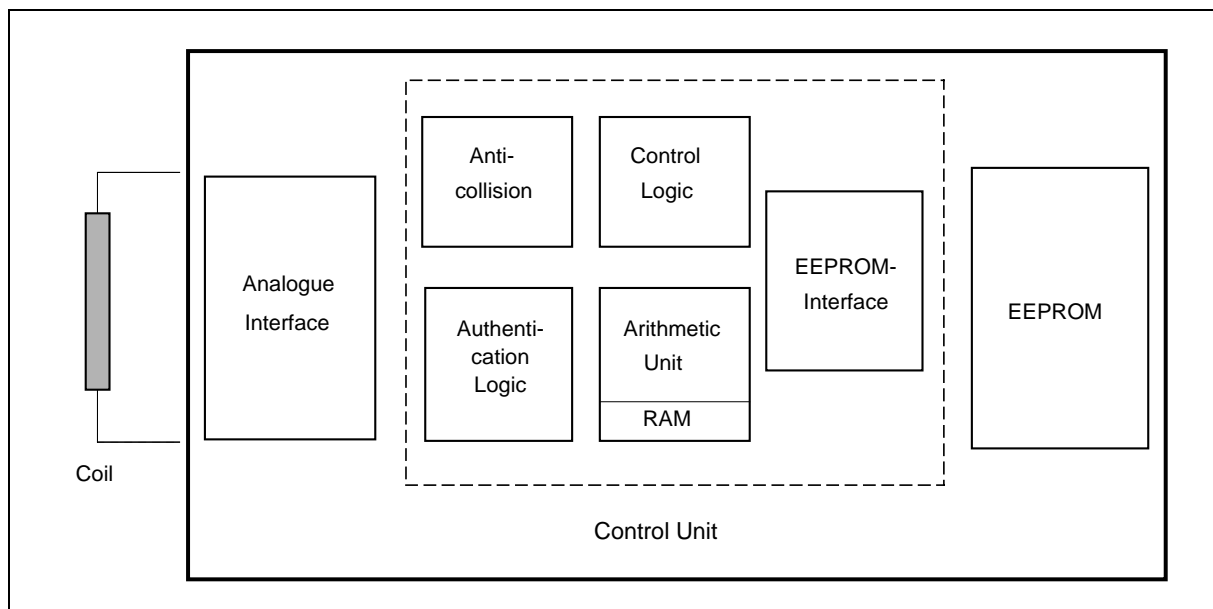 Anti-
collision
Control
Logic
Analogue
Interface
Authenti-
cation
Logic
Arithmetic
Unit
RAM
EEPROM-
Interface
EEPROM
Coil
Control Unit